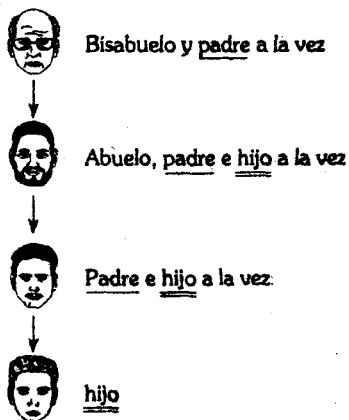 Bisabuelo y padre a la vez
Abuelo, padre e hijo a la vez
Padre e hijo a la vez
hijo